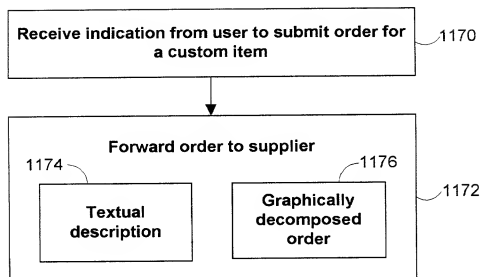 Receive indication from user to submit order for
a custom item
1170
Forward order to supplier
1174
1176
Textual
description
Graphically
decomposed
order
1172